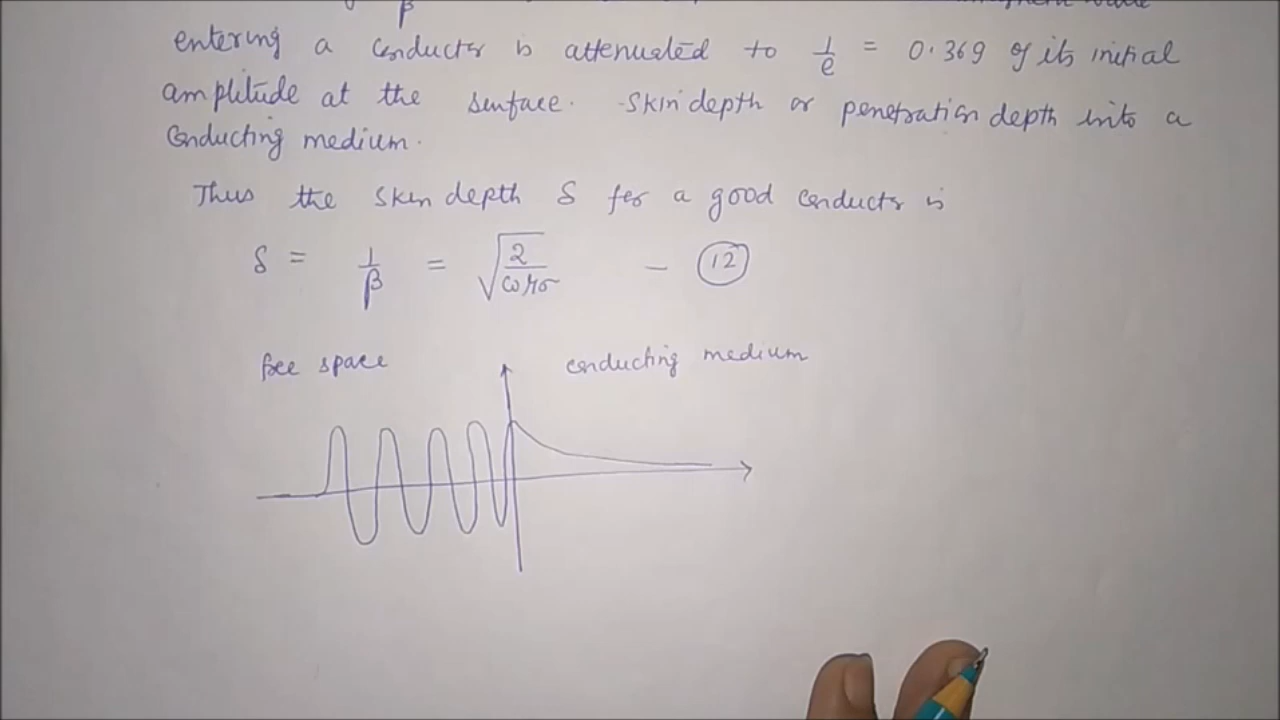 β
entering a conductor is attenuated to 1/e = 0.369 of its initial
amplitude at the surface. skin depth or penetration depth into a
Conducting medium.
Thus the skin depth δ for a good conductor is
δ = 1/β = √(2/ωμσ) — (12)
free space conducting medium